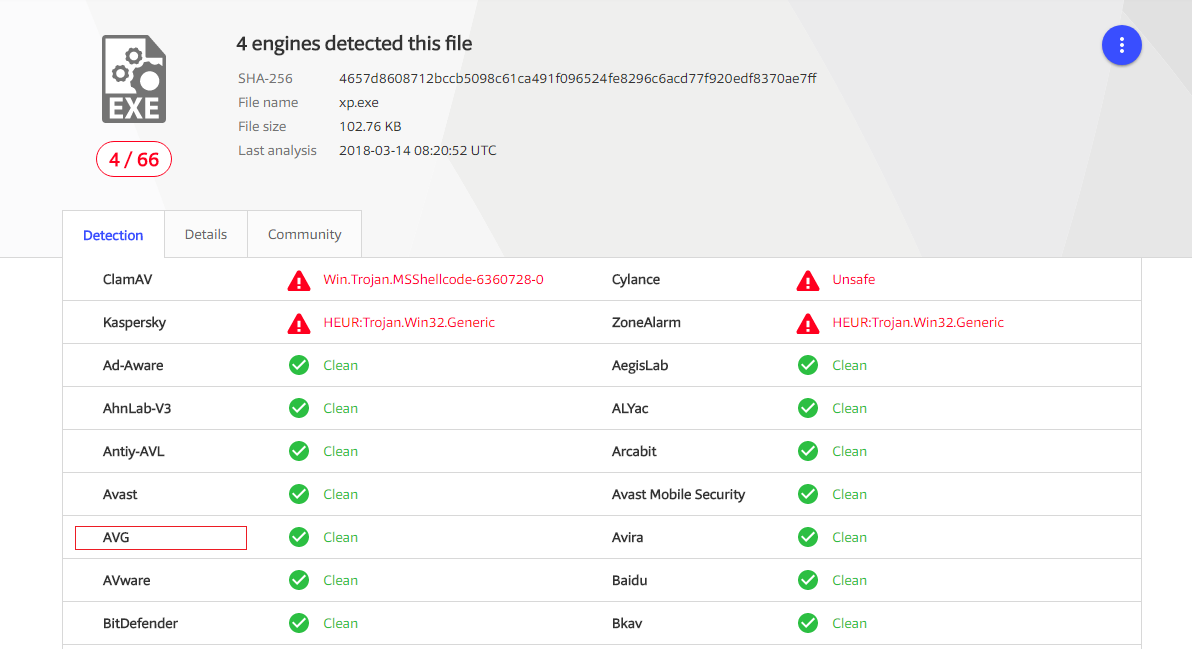 4 engines detected this file
SHA-256 4657d8608712bccb5098c61ca491f096524fe8296c6acd77f920edf8370ae7ff
File name xp.exe
File size 102.76 KB
Last analysis 2018-03-14 08:20:52 UTC
EXE
4 / 66
Detection Details Community
ClamAV Win.Trojan.MSShellcode-6360728-0 Cylance Unsafe
Kaspersky HEUR:Trojan.Win32.Generic ZoneAlarm HEUR:Trojan.Win32.Generic
Ad-Aware Clean AegisLab Clean
AhnLab-V3 Clean ALYac Clean
Antiy-AVL Clean Arcabit Clean
Avast Clean Avast Mobile Security Clean
AVG Clean Avira Clean
AVware Clean Baidu Clean
BitDefender Clean Bkav Clean